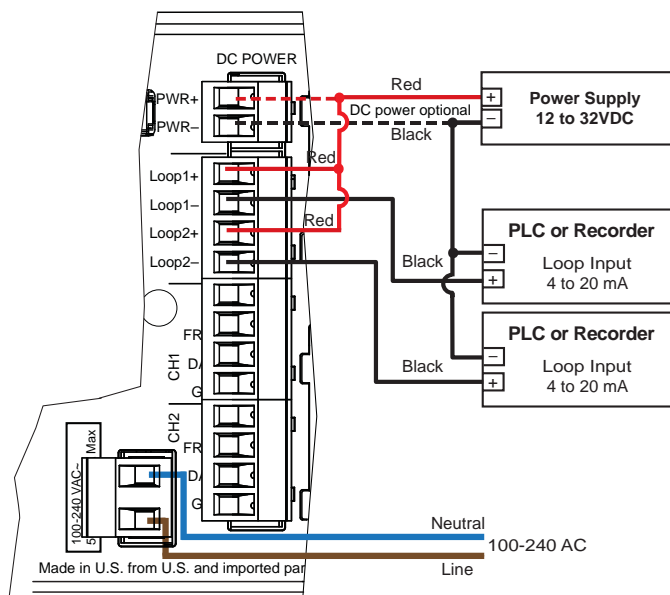 DC POWER
PWR+
PWR–
Red
DC power optional
Black
+
–
Power Supply
12 to 32VDC
Loop1+
Loop1–
Loop2+
Loop2–
Red
Red
Black
–
+
PLC or Recorder
Loop Input
4 to 20 mA
Black
–
+
PLC or Recorder
Loop Input
4 to 20 mA
CH1
FR
G
CH2
FR
G
100-240 VAC~
5
Max
Neutral
100-240 AC
Line
Made in U.S. from U.S. and imported par